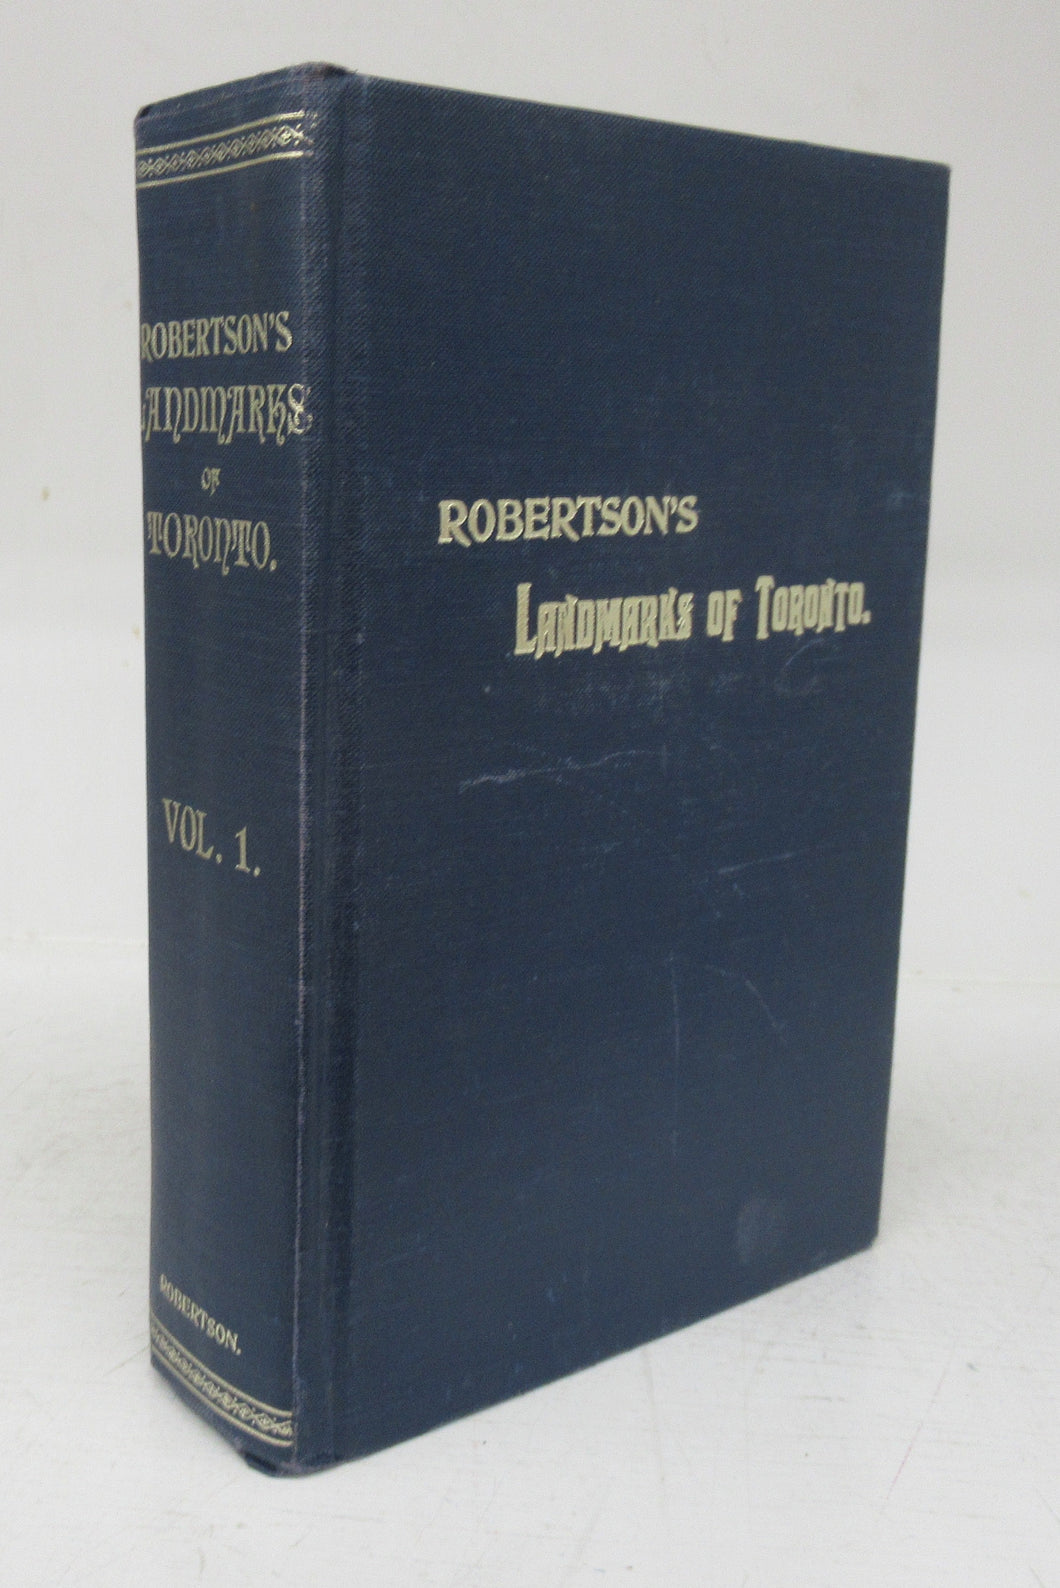 ROBERTSON'S
LANDMARKS
OF
TORONTO.
VOL. 1.
ROBERTSON.
ROBERTSON'S
LANDMARKS OF TORONTO.